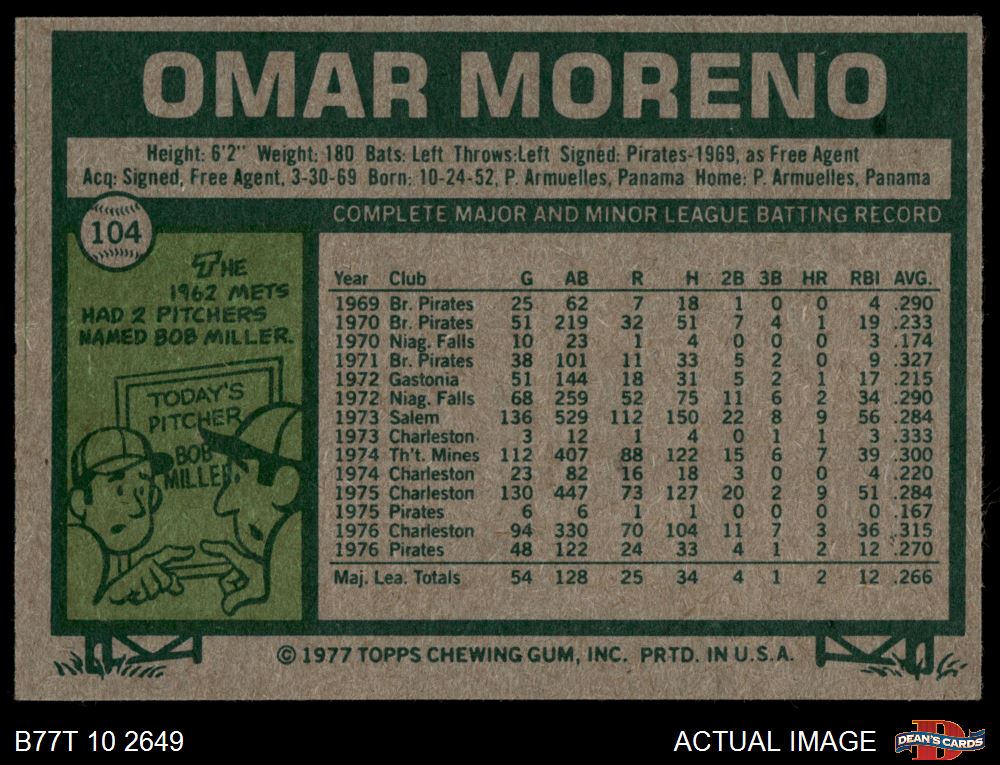 OMAR MORENO
Height: 6'2" Weight: 180 Bats: Left Throws:Left Signed: Pirates-1969, as Free Agent
Acq: Signed, Free Agent, 3-30-69 Born: 10-24-52, P. Armuelles, Panama Home: P. Armuelles, Panama
104
THE
1962 METS
HAD 2 PITCHERS
NAMED BOB MILLER.
TODAY'S
PITCHER
BOB
MILLER
COMPLETE MAJOR AND MINOR LEAGUE BATTING RECORD
Year Club G AB R H 2B 3B HR RBI AVG.
1969 Br. Pirates 25 62 7 18 1 0 0 4 .290
1970 Br. Pirates 51 219 32 51 7 4 1 19 .233
1970 Niag. Falls 10 23 1 4 0 0 0 3 .174
1971 Br. Pirates 38 101 11 33 5 2 0 9 .327
1972 Gastonia 51 144 18 31 5 2 1 17 .215
1972 Niag. Falls 68 259 52 75 11 6 2 34 .290
1973 Salem 136 529 112 150 22 8 9 56 .284
1973 Charleston 3 12 1 4 0 1 1 3 .333
1974 Th't. Mines 112 407 88 122 15 6 7 39 .300
1974 Charleston 23 82 16 18 3 0 0 4 .220
1975 Charleston 130 447 73 127 20 2 9 51 .284
1975 Pirates 6 6 1 1 0 0 0 0 .167
1976 Charleston 94 330 70 104 11 7 3 36 .315
1976 Pirates 48 122 24 33 4 1 2 12 .270
Maj. Lea. Totals 54 128 25 34 4 1 2 12 .266
© 1977 TOPPS CHEWING GUM, INC. PRTD. IN U.S.A.
B77T 10 2649
ACTUAL IMAGE
D
DEAN'S CARDS